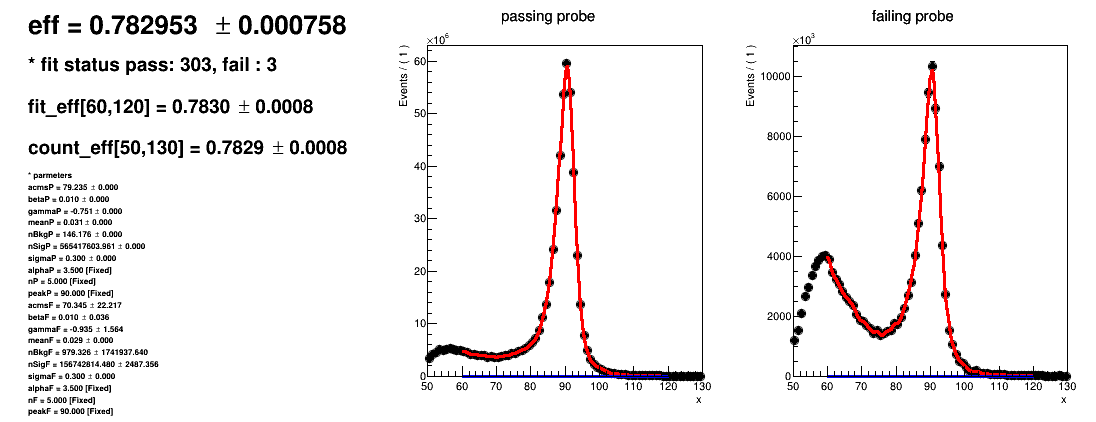 eff = 0.782953 ± 0.000758
* fit status pass: 303, fail : 3
fit_eff[60,120] = 0.7830 ± 0.0008
count_eff[50,130] = 0.7829 ± 0.0008
* parmeters
acmsP = 79.235 ± 0.000
betaP = 0.010 ± 0.000
gammaP = -0.751 ± 0.000
meanP = 0.031 ± 0.000
nBkgP = 146.176 ± 0.000
nSigP = 565417603.961 ± 0.000
sigmaP = 0.300 ± 0.000
alphaP = 3.500 [Fixed]
nP = 5.000 [Fixed]
peakP = 90.000 [Fixed]
acmsF = 70.345 ± 22.217
betaF = 0.010 ± 0.036
gammaF = -0.935 ± 1.564
meanF = 0.029 ± 0.000
nBkgF = 979.326 ± 1741937.640
nSigF = 156742814.480 ± 2487.356
sigmaF = 0.300 ± 0.000
alphaF = 3.500 [Fixed]
nF = 5.000 [Fixed]
peakF = 90.000 [Fixed]
passing probe
×10⁶
Events / ( 1 )
60
50
40
30
20
10
0
50 60 70 80 90 100 110 120 130
x
failing probe
×10³
Events / ( 1 )
10000
8000
6000
4000
2000
0
50 60 70 80 90 100 110 120 130
x